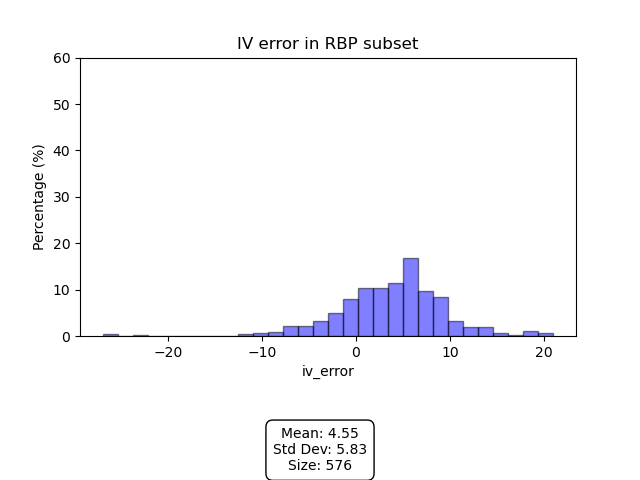 IV error in RBP subset
60
50
40
30
20
10
0
Percentage (%)
−20
−10
0
10
20
iv_error
Mean: 4.55
Std Dev: 5.83
Size: 576